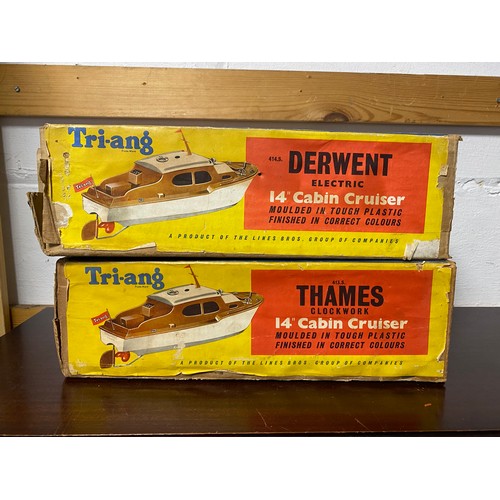 Tri-ang
414.S.
DERWENT
ELECTRIC
14" Cabin Cruiser
MOULDED IN TOUGH PLASTIC
FINISHED IN CORRECT COLOURS
A PRODUCT OF THE LINES BROS. GROUP OF COMPANIES
Tri-ang
413.S.
THAMES
CLOCKWORK
14" Cabin Cruiser
MOULDED IN TOUGH PLASTIC
FINISHED IN CORRECT COLOURS
A PRODUCT OF THE LINES BROS. GROUP OF COMPANIES